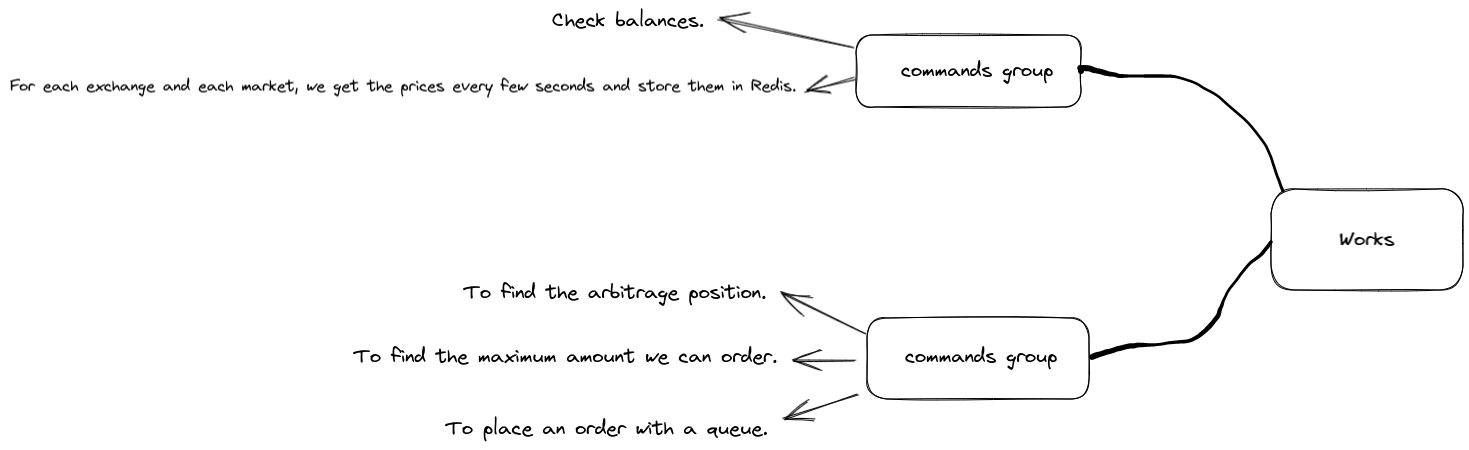 Check balances.
commands group
For each exchange and each market, we get the prices every few seconds and store them in Redis.
Works
To find the arbitrage position.
To find the maximum amount we can order.
commands group
To place an order with a queue.